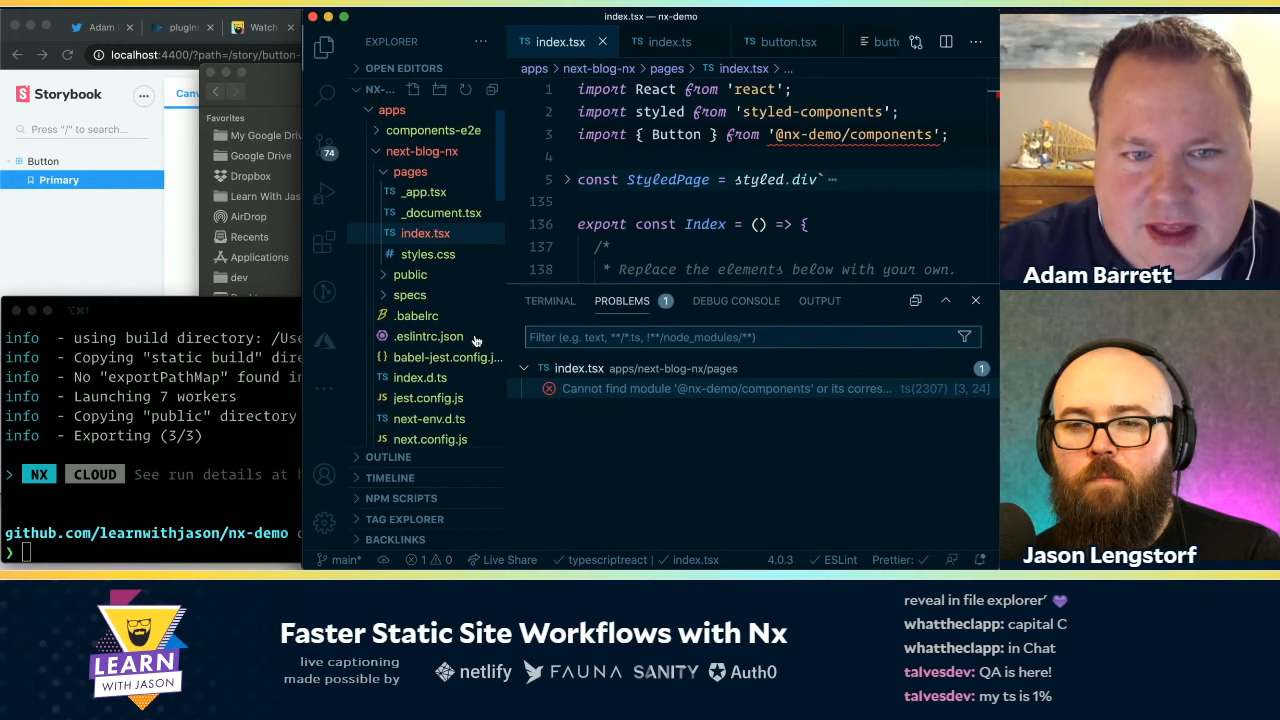 Adam
plugins
Watch
localhost:4400/?path=/story/button-
Storybook
Canv
Press "/" to search...
Button
Primary
Favorites
My Google Driv
Google Drive
Dropbox
Learn With Jas
AirDrop
Recents
Applications
dev
⌥⌘1
info - using build directory: /Use
info - Copying "static build" dire
info - No "exportPathMap" found i
info - Launching 7 workers
info - Copying "public" directory
info - Exporting (3/3)
> NX CLOUD See run details at h
github.com/learnwithjason/nx-demo
❯
index.tsx — nx-demo
EXPLORER
OPEN EDITORS
NX-...
apps
components-e2e
next-blog-nx
pages
_app.tsx
_document.tsx
index.tsx
styles.css
public
specs
.babelrc
.eslintrc.json
babel-jest.config.j...
index.d.ts
jest.config.js
next-env.d.ts
next.config.js
OUTLINE
TIMELINE
NPM SCRIPTS
TAG EXPLORER
BACKLINKS
74
index.tsx
index.ts
button.tsx
butt
apps > next-blog-nx > pages > index.tsx > ...
1 import React from 'react';
2 import styled from 'styled-components';
3 import { Button } from '@nx-demo/components';
4
5 const StyledPage = styled.div` ⋯
135
136 export const Index = () => {
137 /*
138 * Replace the elements below with your own.
TERMINAL PROBLEMS 1 DEBUG CONSOLE OUTPUT
Filter (e.g. text, **/*.ts, !**/node_modules/**)
index.tsx apps/next-blog-nx/pages 1
Cannot find module '@nx-demo/components' or its corres... ts(2307) [3, 24]
main* 1 0 Live Share typescriptreact index.tsx 4.0.3 ESLint Prettier:
Adam Barrett
Jason Lengstorf
LEARN
WITH JASON
Faster Static Site Workflows with Nx
live captioning
made possible by
netlify FAUNA SANITY Auth0
reveal in file explorer' 💜
whattheclapp: capital C
whattheclapp: in Chat
talvesdev: QA is here!
talvesdev: my ts is 1%